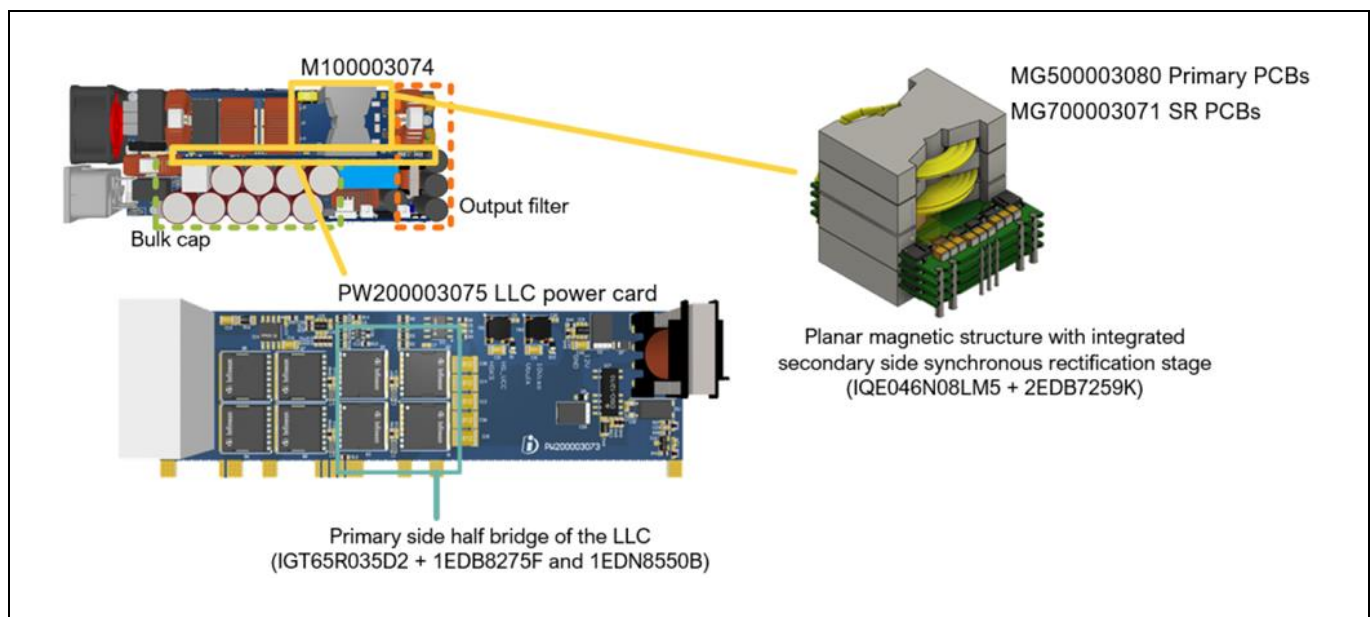 M100003074
MG500003080 Primary PCBs
MG700003071 SR PCBs
Output filter
Bulk cap
PW200003075 LLC power card
Planar magnetic structure with integrated
secondary side synchronous rectification stage
(IQE046N08LM5 + 2EDB7259K)
PW200003073
Primary side half bridge of the LLC
(IGT65R035D2 + 1EDB8275F and 1EDN8550B)